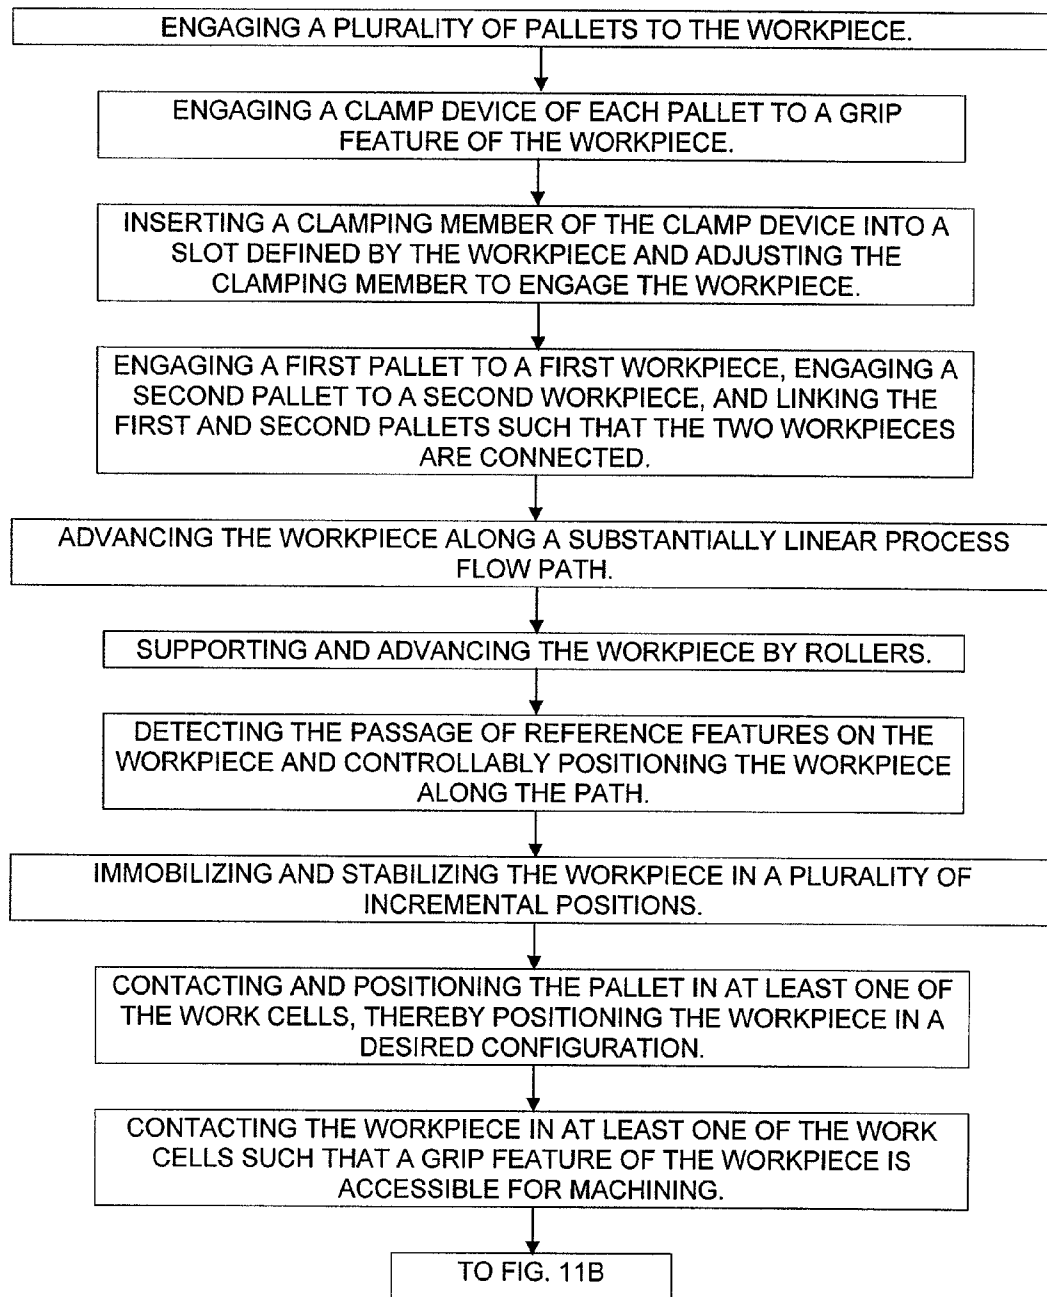 ENGAGING A PLURALITY OF PALLETS TO THE WORKPIECE.
ENGAGING A CLAMP DEVICE OF EACH PALLET TO A GRIP
FEATURE OF THE WORKPIECE.
INSERTING A CLAMPING MEMBER OF THE CLAMP DEVICE INTO A
SLOT DEFINED BY THE WORKPIECE AND ADJUSTING THE
CLAMPING MEMBER TO ENGAGE THE WORKPIECE.
ENGAGING A FIRST PALLET TO A FIRST WORKPIECE, ENGAGING A
SECOND PALLET TO A SECOND WORKPIECE, AND LINKING THE
FIRST AND SECOND PALLETS SUCH THAT THE TWO WORKPIECES
ARE CONNECTED.
ADVANCING THE WORKPIECE ALONG A SUBSTANTIALLY LINEAR PROCESS
FLOW PATH.
SUPPORTING AND ADVANCING THE WORKPIECE BY ROLLERS.
DETECTING THE PASSAGE OF REFERENCE FEATURES ON THE
WORKPIECE AND CONTROLLABLY POSITIONING THE WORKPIECE
ALONG THE PATH.
IMMOBILIZING AND STABILIZING THE WORKPIECE IN A PLURALITY OF
INCREMENTAL POSITIONS.
CONTACTING AND POSITIONING THE PALLET IN AT LEAST ONE OF
THE WORK CELLS, THEREBY POSITIONING THE WORKPIECE IN A
DESIRED CONFIGURATION.
CONTACTING THE WORKPIECE IN AT LEAST ONE OF THE WORK
CELLS SUCH THAT A GRIP FEATURE OF THE WORKPIECE IS
ACCESSIBLE FOR MACHINING.
TO FIG. 11B